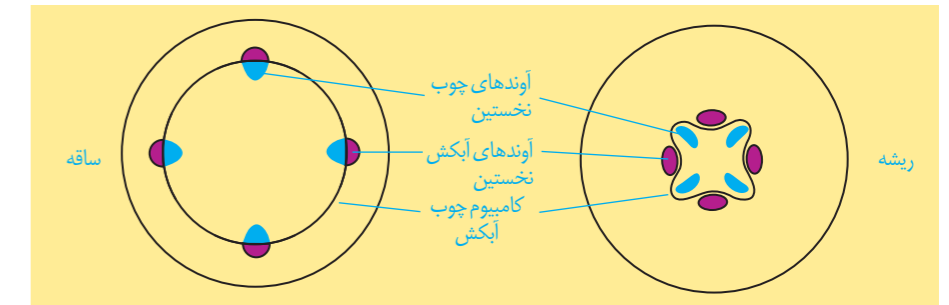 آوندهای چوب
نخستین
آوندهای آبکش
نخستین
کامبیوم چوب
آبکش
ریشه
ساقه